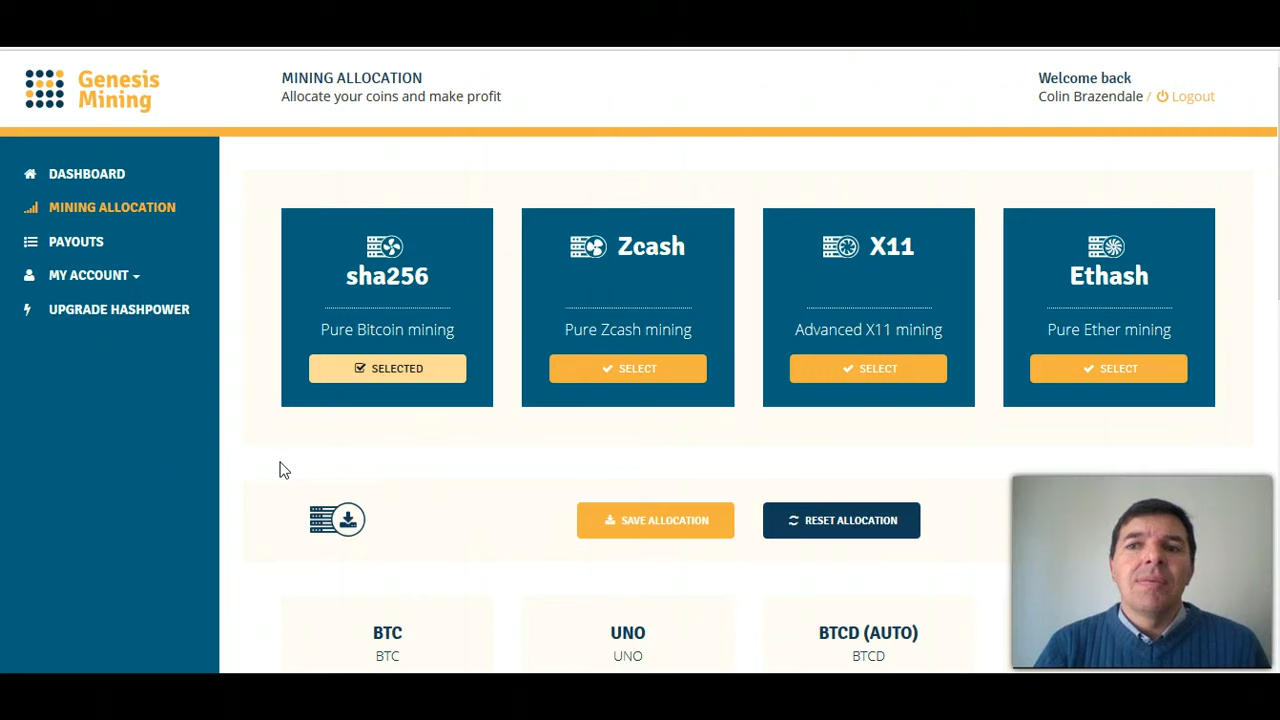 Genesis
Mining
MINING ALLOCATION
Allocate your coins and make profit
Welcome back
Colin Brazendale / Logout
DASHBOARD
MINING ALLOCATION
PAYOUTS
MY ACCOUNT
UPGRADE HASHPOWER
sha256
Pure Bitcoin mining
SELECTED
Zcash
Pure Zcash mining
SELECT
X11
Advanced X11 mining
SELECT
Ethash
Pure Ether mining
SELECT
SAVE ALLOCATION
RESET ALLOCATION
BTC
BTC
UNO
UNO
BTCD (AUTO)
BTCD